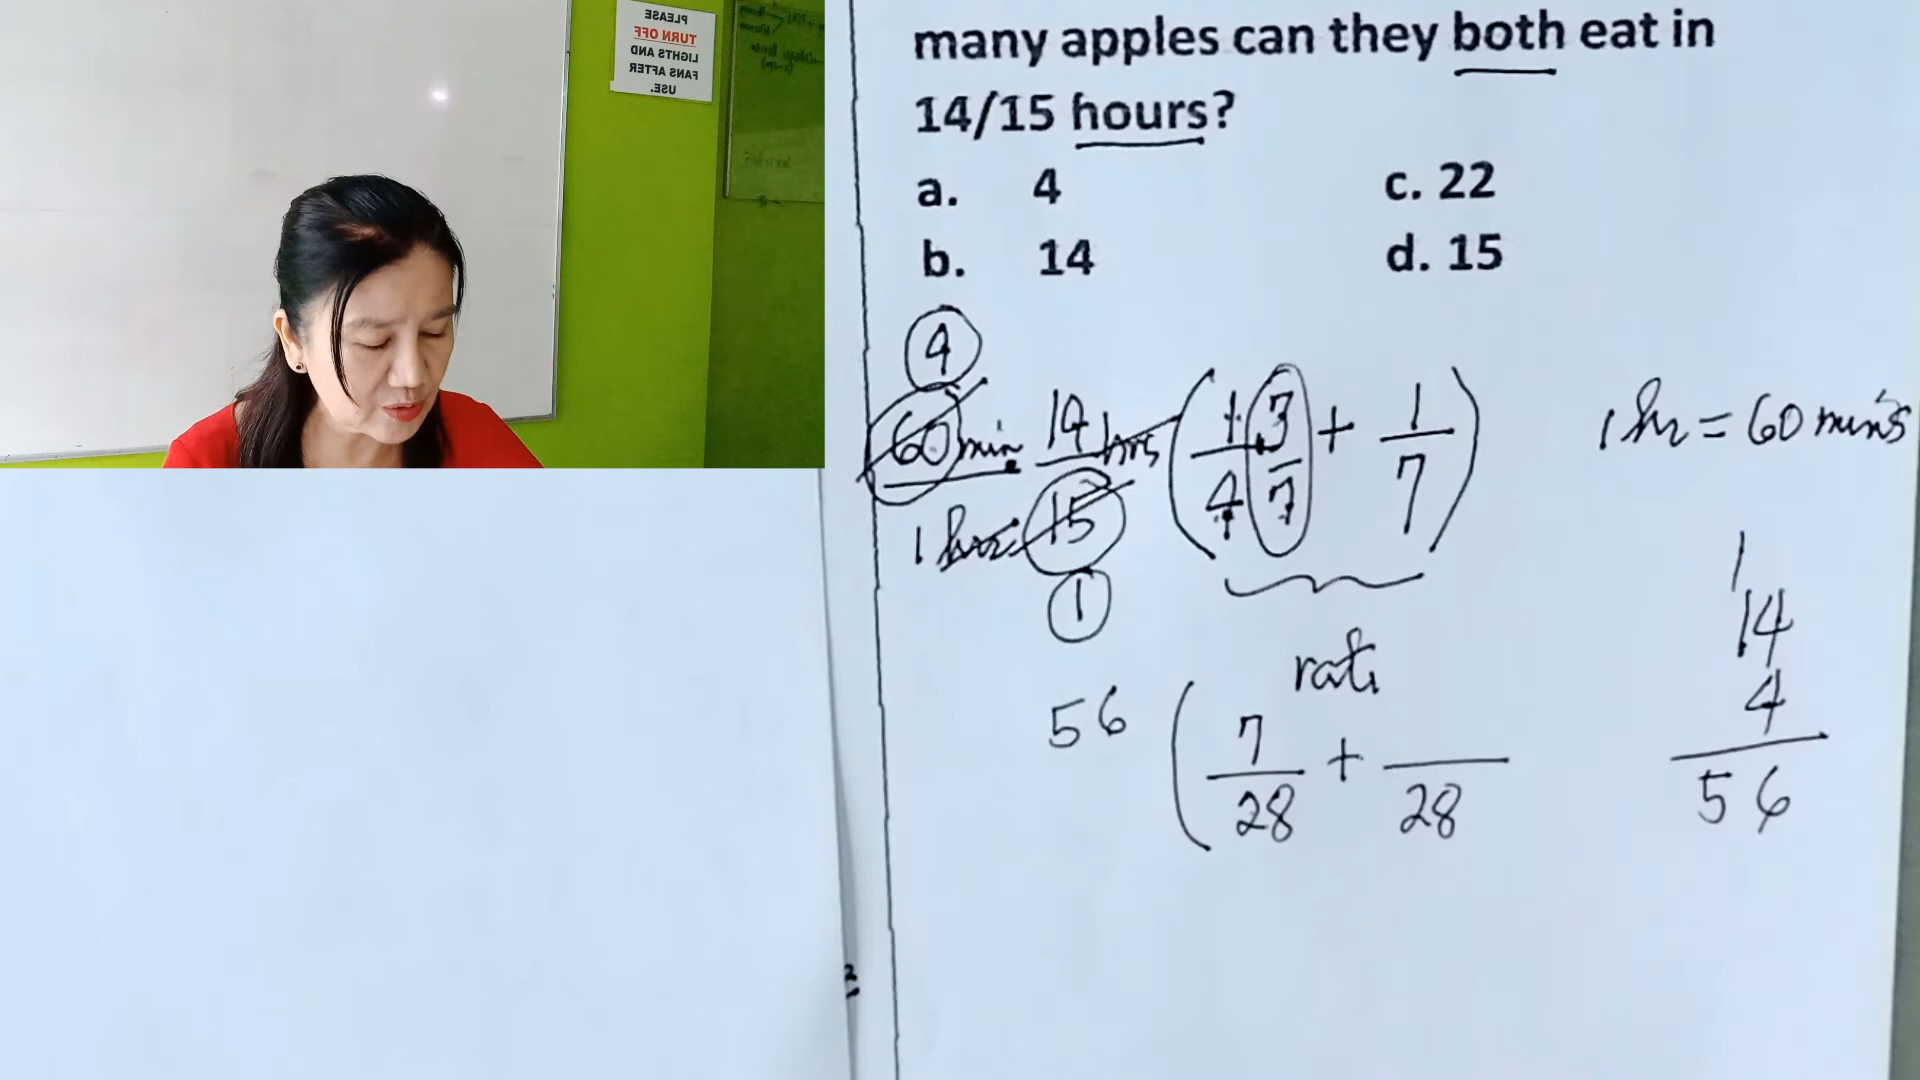 PLEASE
TURN OFF
LIGHTS AND
FANS AFTER
USE.
many apples can they both eat in
14/15 hours?
a. 4 c. 22
b. 14 d. 15
4
60 min 14 hrs ( 1 3 + 1 ) 1 hr = 60 mins
1 hr 15 4 7 7
1
rate
56 ( 7 + 
28 28
1
14
4
56